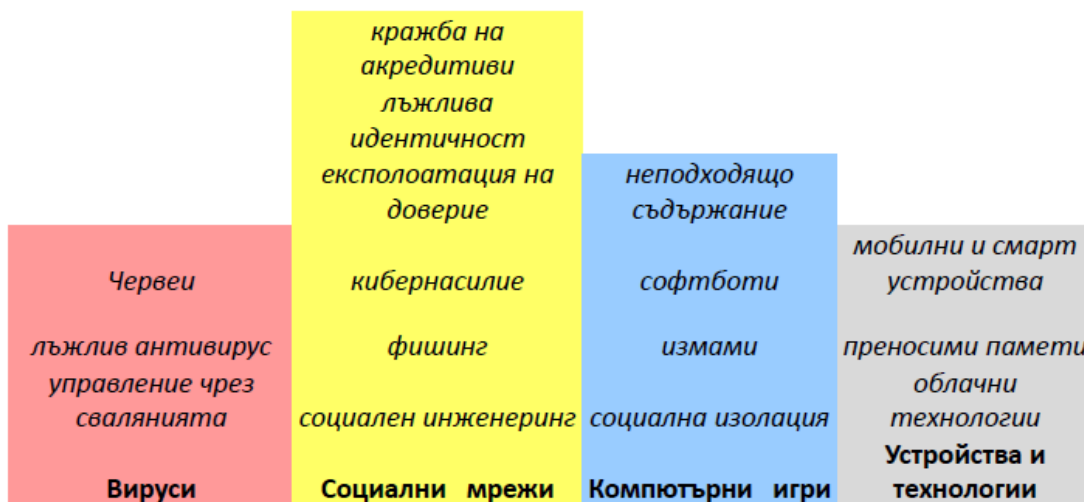 Червеи
лъжлив антивирус
управление чрез
свалянията
Вируси
кражба на
акредитиви
лъжлива
идентичност
експолоатация на
доверие
кибернасилие
фишинг
социален инженеринг
Социални мрежи
неподходящо
съдържание
софтботи
измами
социална изолация
Компютърни игри
мобилни и смарт
устройства
преносими памети
облачни
технологии
Устройства и
технологии